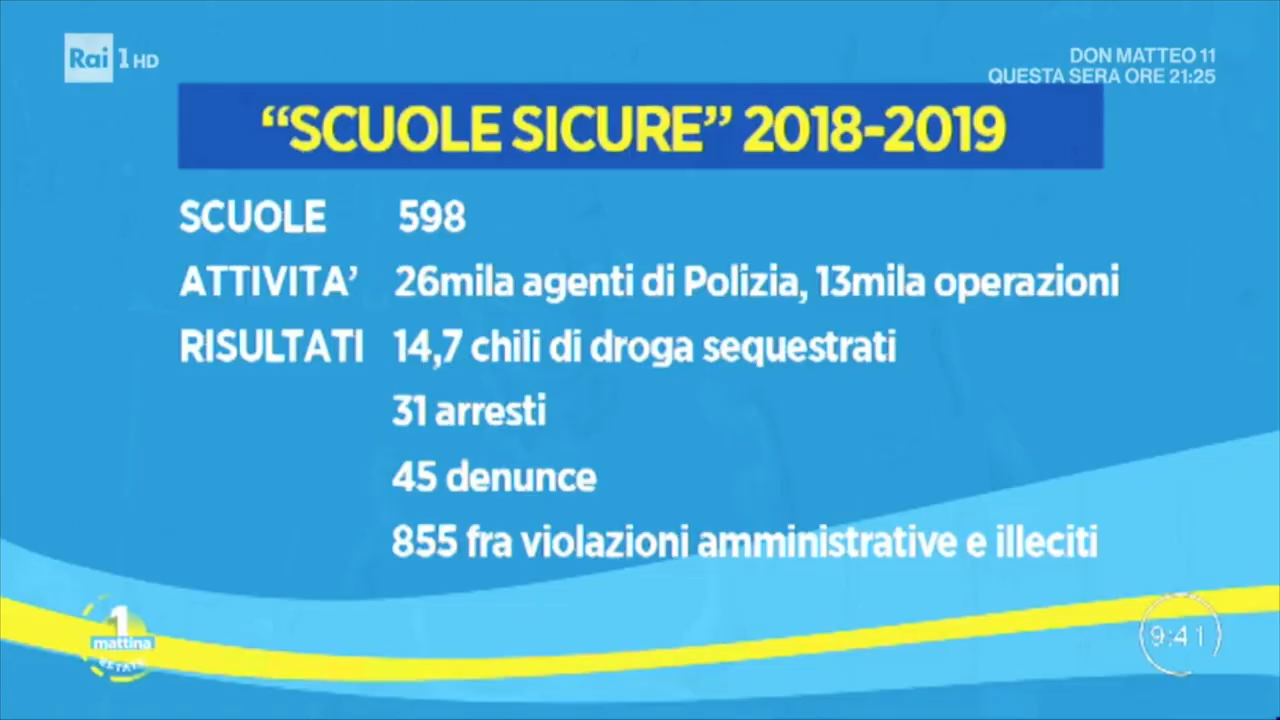 Rai 1 HD
DON MATTEO 11
QUESTA SERA ORE 21:25
“SCUOLE SICURE” 2018-2019
SCUOLE 598
ATTIVITA’ 26mila agenti di Polizia, 13mila operazioni
RISULTATI 14,7 chili di droga sequestrati
31 arresti
45 denunce
855 fra violazioni amministrative e illeciti
1
mattina
ESTATE
9:41